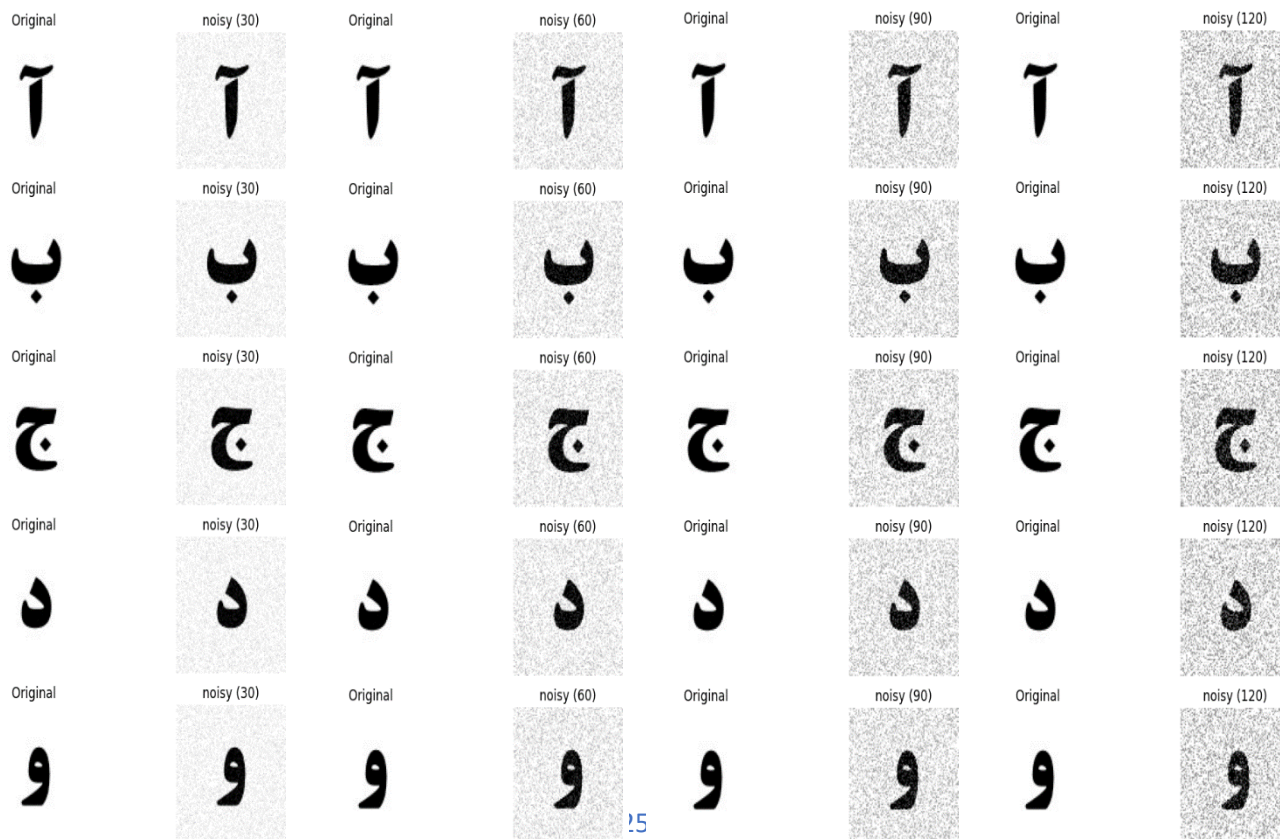 Original noisy (30) Original noisy (60) Original noisy (90) Original noisy (120)
آ آ آ آ آ آ آ آ
Original noisy (30) Original noisy (60) Original noisy (90) Original noisy (120)
ب ب ب ب ب ب ب ب
Original noisy (30) Original noisy (60) Original noisy (90) Original noisy (120)
ج ج ج ج ج ج ج ج
Original noisy (30) Original noisy (60) Original noisy (90) Original noisy (120)
د د د د د د د د
Original noisy (30) Original noisy (60) Original noisy (90) Original noisy (120)
و و و و و و و و
25